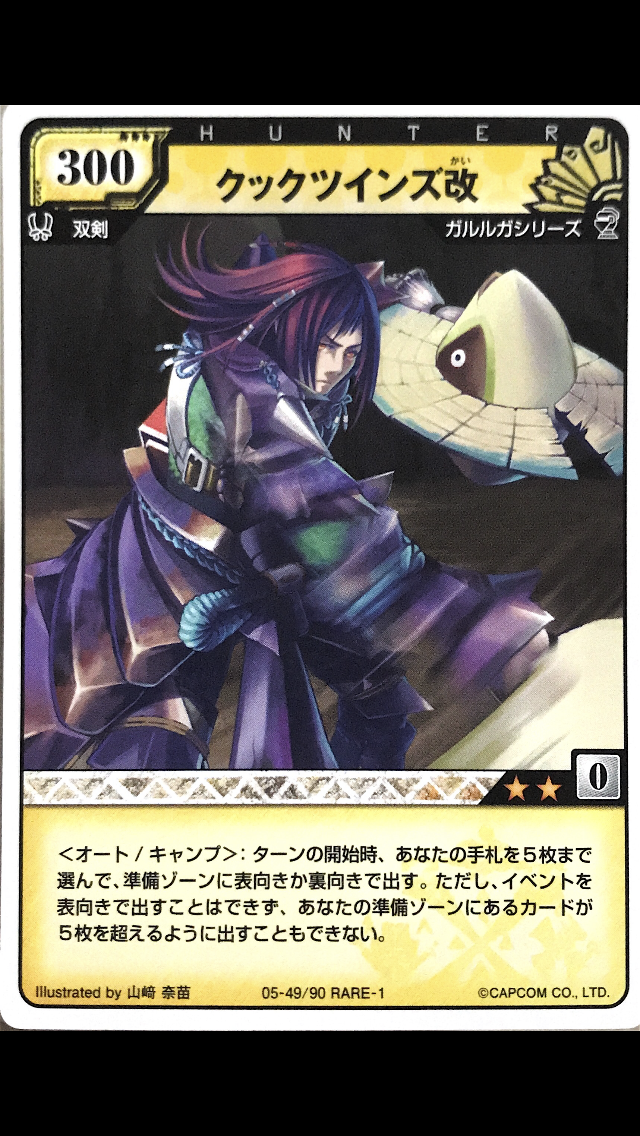 HUNTER
300
かい
クックツインズ改
双剣
ガルルガシリーズ
0
＜オート / キャンプ＞：ターンの開始時、あなたの手札を５枚まで
選んで、準備ゾーンに表向きか裏向きで出す。ただし、イベントを
表向きで出すことはできず、あなたの準備ゾーンにあるカードが
５枚を超えるように出すこともできない。
Illustrated by 山﨑 奈苗
05-49/90 RARE-1
©CAPCOM CO., LTD.